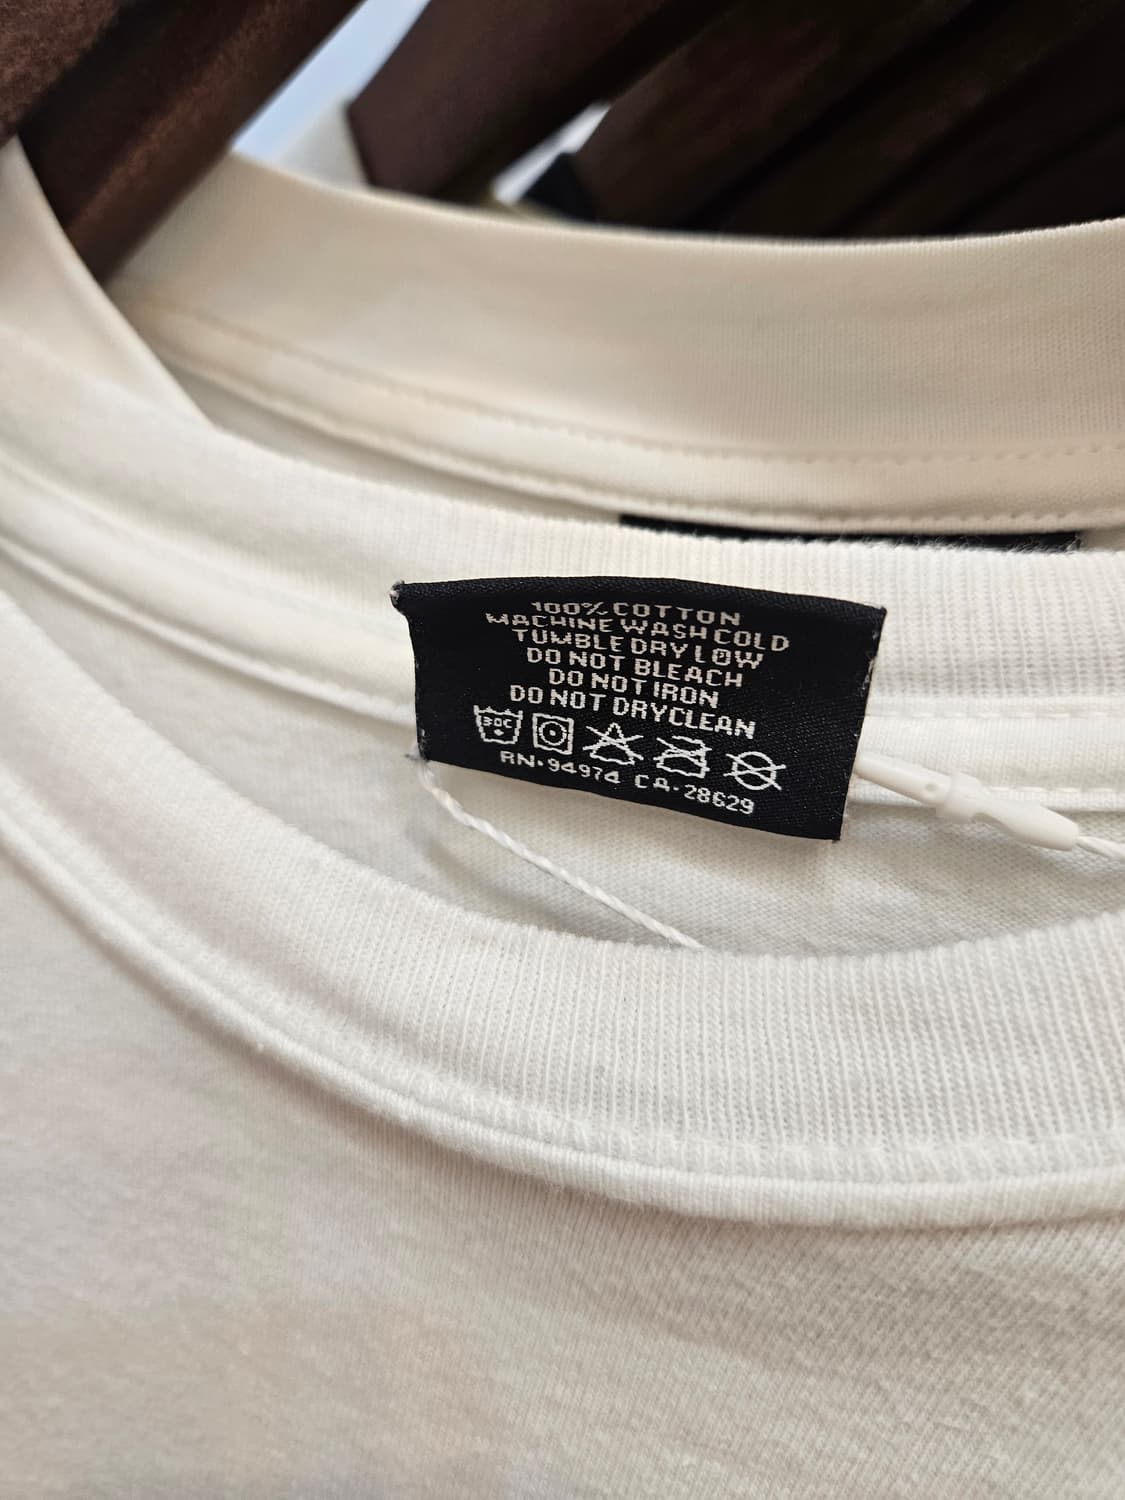 100% COTTON
MACHINE WASH COLD
TUMBLE DRY LOW
DO NOT BLEACH
DO NOT IRON
DO NOT DRYCLEAN
30C
RN·94974 CA·28629